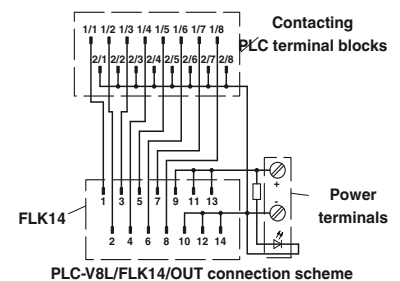 Contacting
PLC terminal blocks
1/1 1/2 1/3 1/4 1/5 1/6 1/7 1/8
2/1 2/2 2/3 2/4 2/5 2/6 2/7 2/8
1 3 5 7 9 11 13
+
-
FLK14
Power
terminals
2 4 6 8 10 12 14
PLC-V8L/FLK14/OUT connection scheme